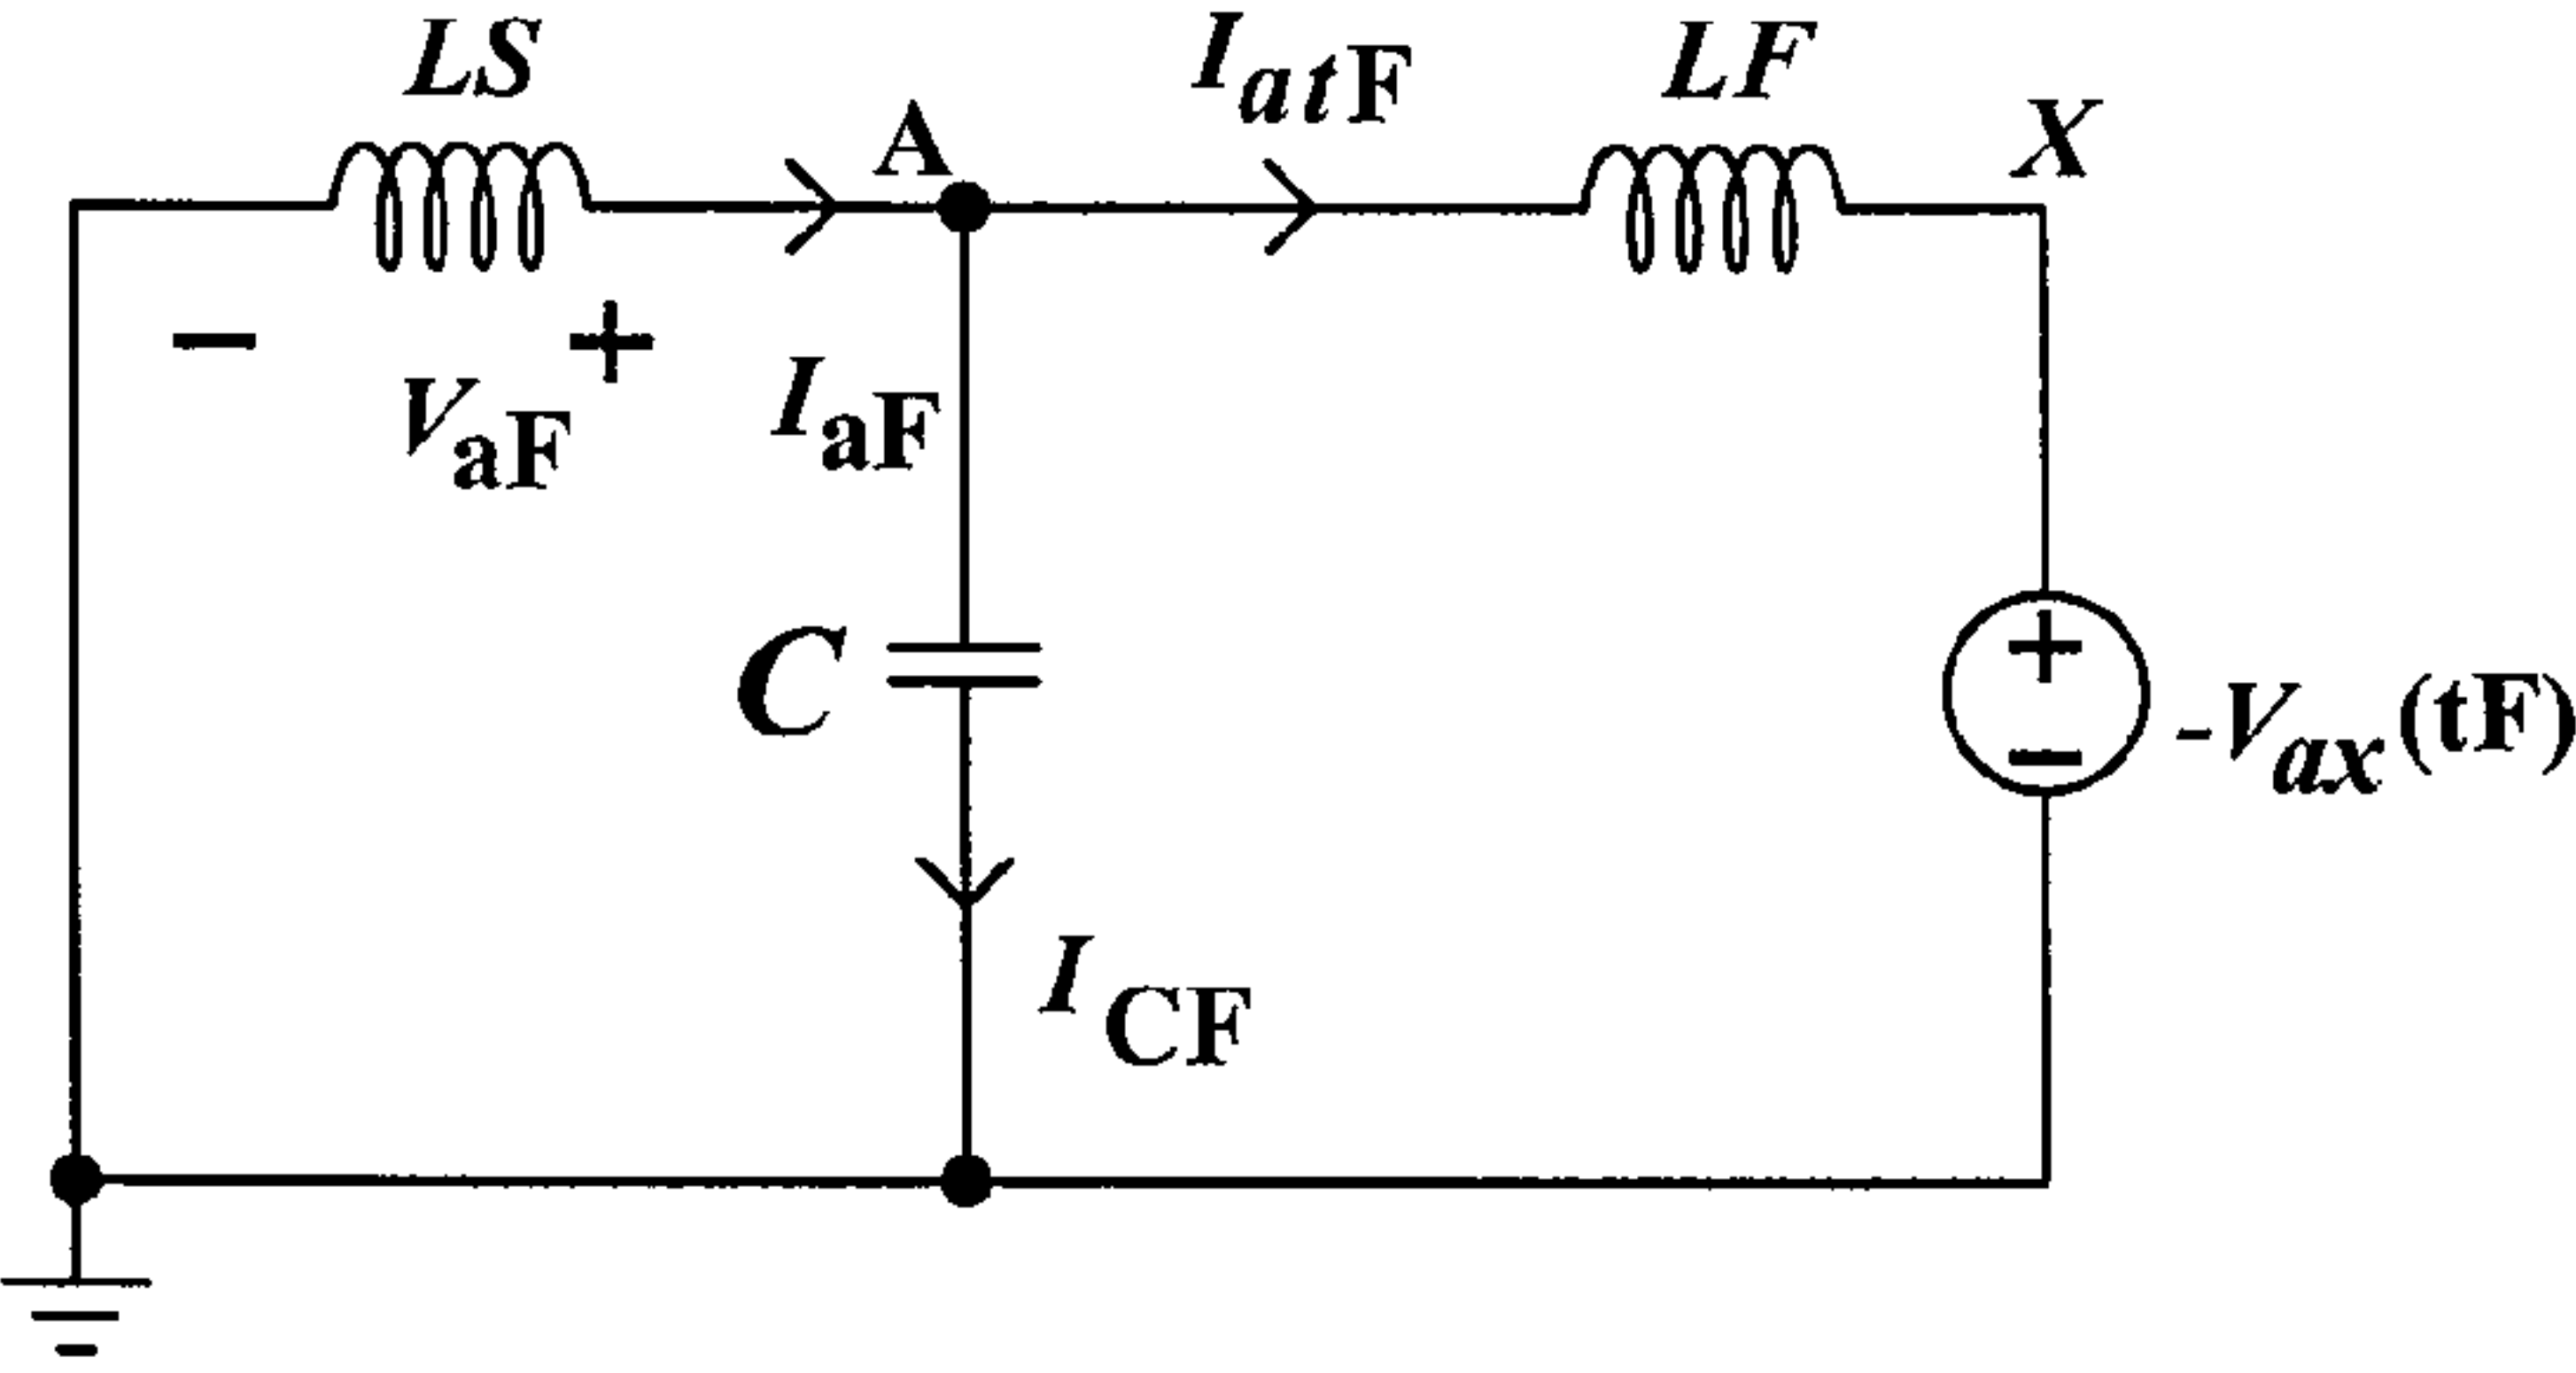 LS
A
I_atF
LF
X
− +
V_aF
I_aF
C
+
−
-V_ax(tF)
I_CF